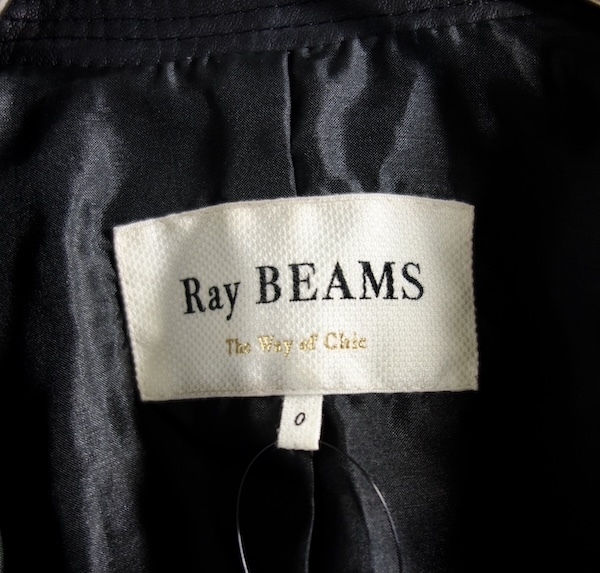 Ray BEAMS
The Way of Chic
0